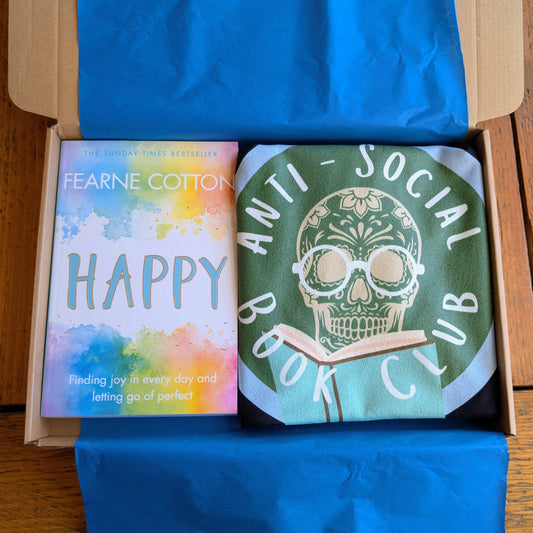 THE SUNDAY TIMES BESTSELLER
FEARNE COTTON
HAPPY
Finding joy in every day and
letting go of perfect
ANTI-SOCIAL
BOOK CLUB